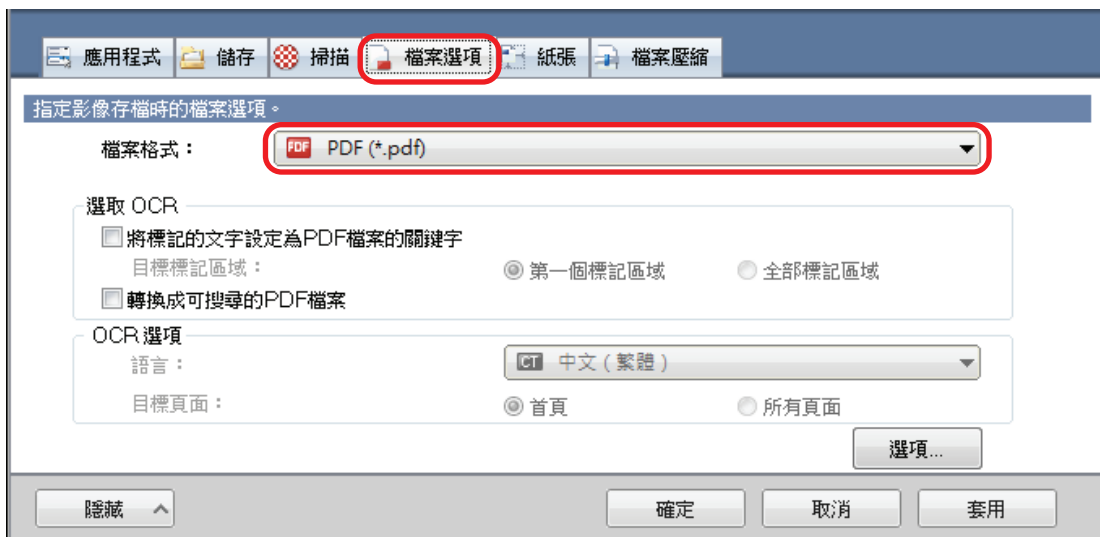 應用程式 儲存 掃描 檔案選項 紙張 檔案壓縮
指定影像存檔時的檔案選項。
檔案格式： PDF PDF (*.pdf)
選取 OCR
將標記的文字設定為PDF檔案的關鍵字
目標標記區域： 第一個標記區域 全部標記區域
轉換成可搜尋的PDF檔案
OCR 選項
語言： CT 中文 ( 繁體 )
目標頁面： 首頁 所有頁面
選項...
隱藏 確定 取消 套用